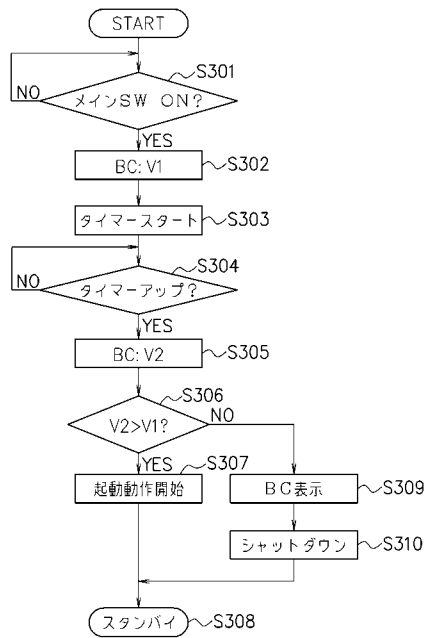 START
S301
メインSW ON?
NO
YES
BC: V1
S302
タイマースタート
S303
S304
タイマーアップ?
NO
YES
BC: V2
S305
S306
V2>V1?
NO
YES
S307
起動動作開始
BC表示
S309
シャットダウン
S310
スタンバイ
S308